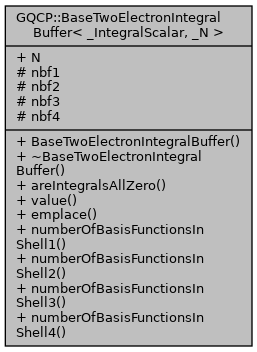 GQCP::BaseTwoElectronIntegral
Buffer< _IntegralScalar, _N >
+ N
# nbf1
# nbf2
# nbf3
# nbf4
+ BaseTwoElectronIntegralBuffer()
+ ~BaseTwoElectronIntegral
Buffer()
+ areIntegralsAllZero()
+ value()
+ emplace()
+ numberOfBasisFunctionsIn
Shell1()
+ numberOfBasisFunctionsIn
Shell2()
+ numberOfBasisFunctionsIn
Shell3()
+ numberOfBasisFunctionsIn
Shell4()